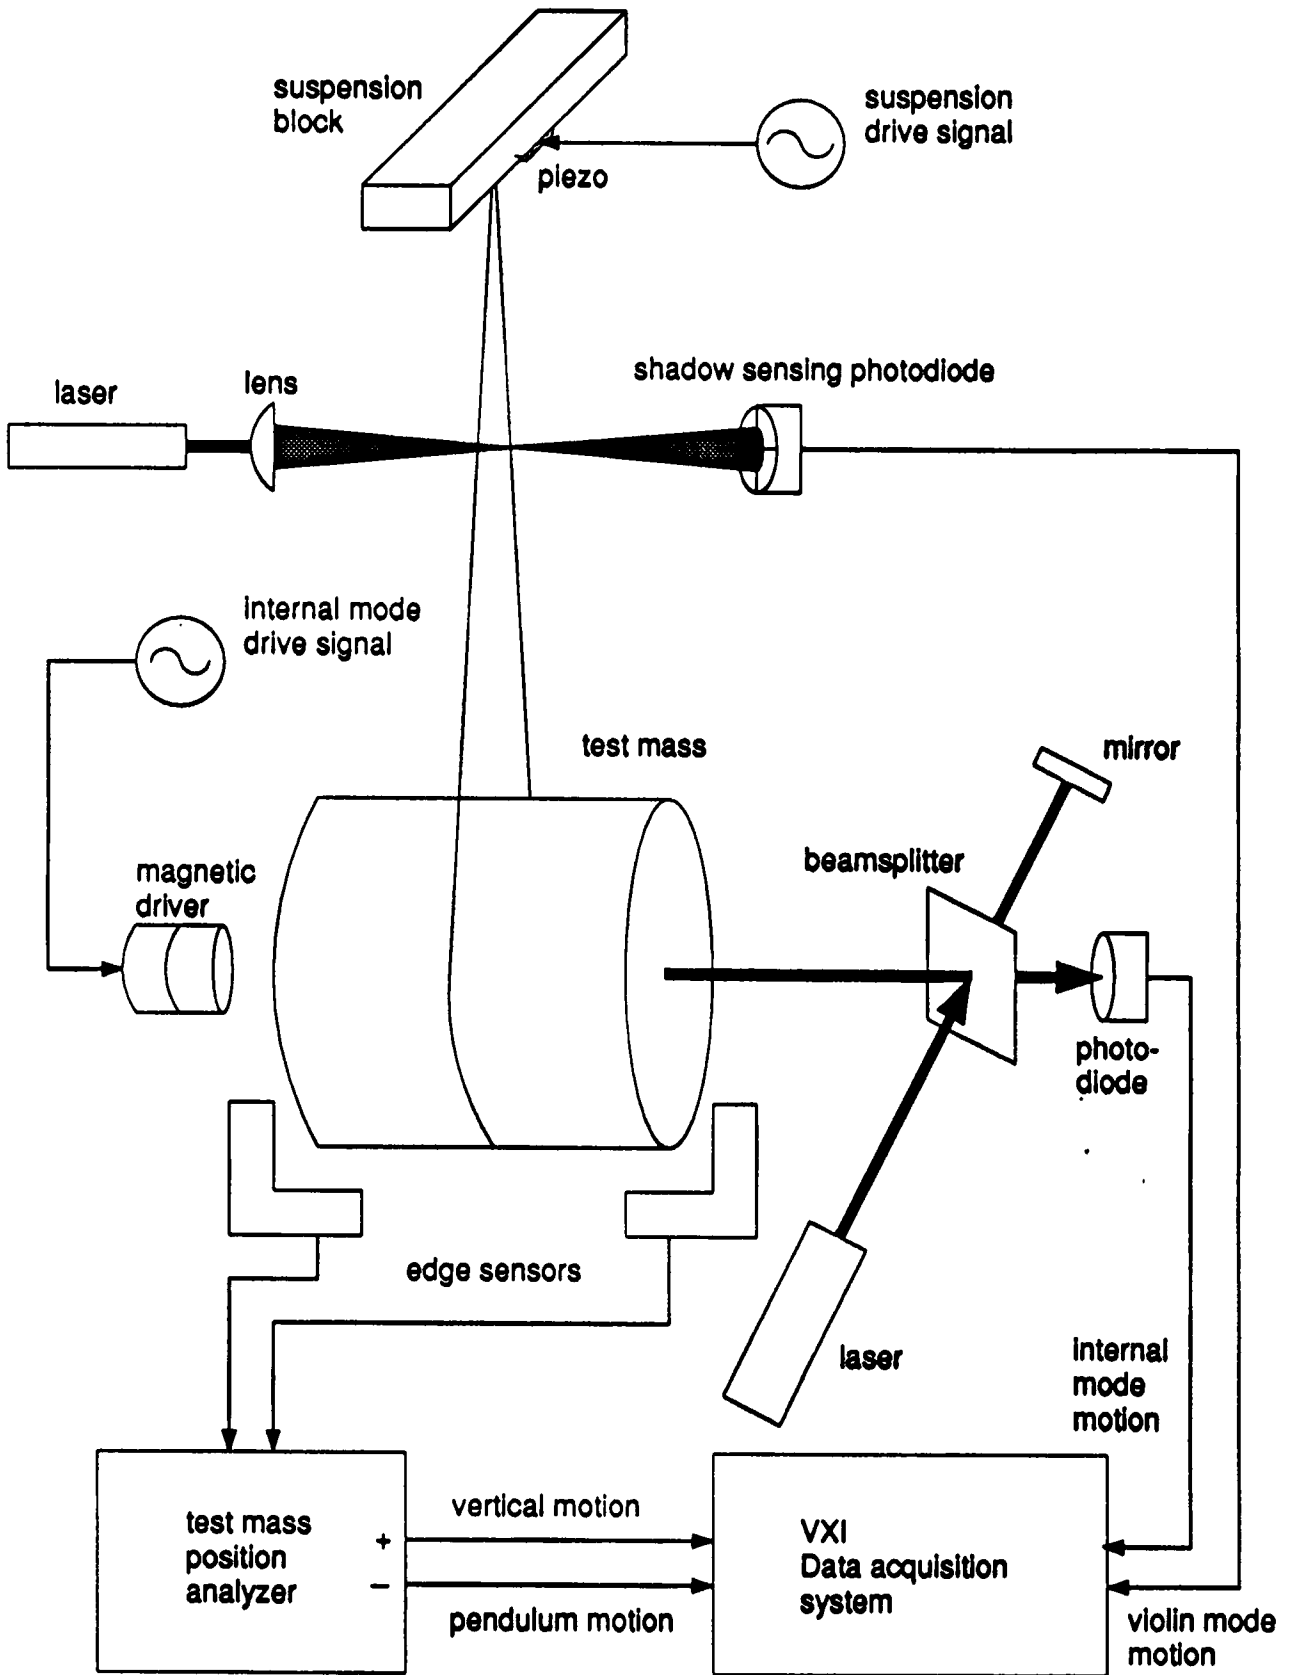 suspension
block
suspension
drive signal
piezo
shadow sensing photodiode
lens
laser
internal mode
drive signal
test mass
mirror
beamsplitter
magnetic
driver
photo-
diode
edge sensors
laser
internal
mode
motion
vertical motion
test mass
position
analyzer
+
−
VXI
Data acquisition
system
pendulum motion
violin mode
motion